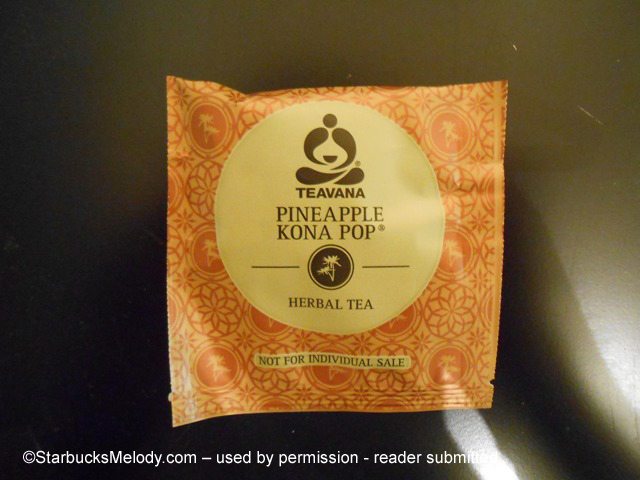 TEAVANA®
PINEAPPLE
KONA POP®
HERBAL TEA
NOT FOR INDIVIDUAL SALE
©StarbucksMelody.com – used by permission - reader submitted